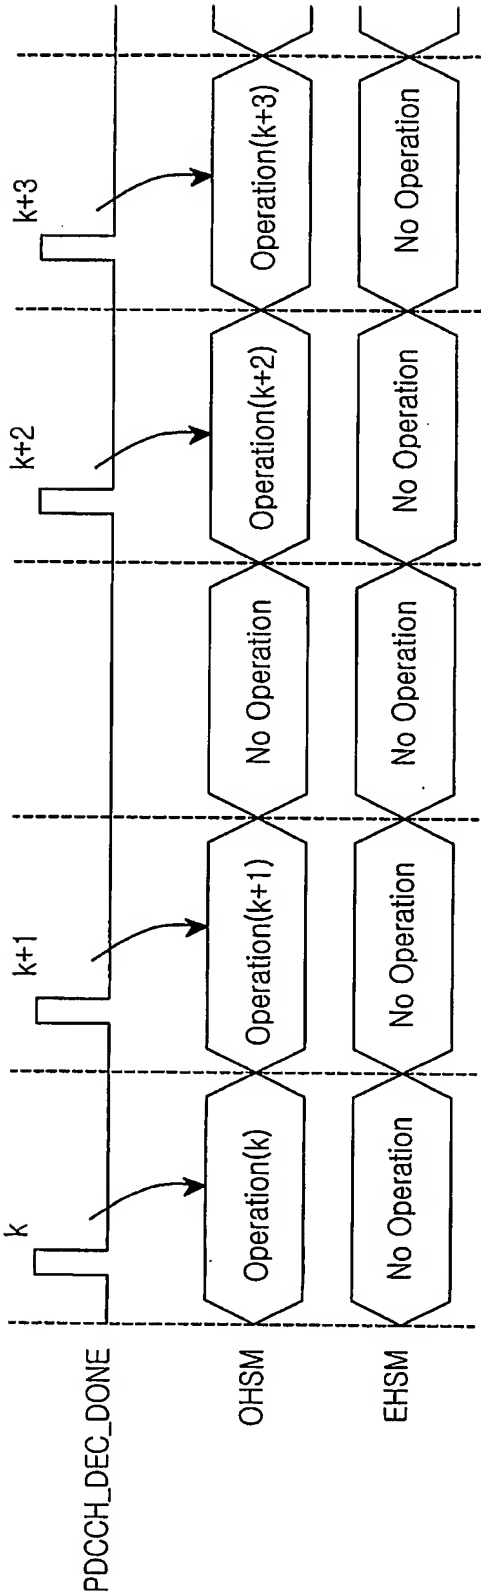 k
k+1
k+2
k+3
PDCCH_DEC_DONE
OHSM
Operation(k)
Operation(k+1)
No Operation
Operation(k+2)
Operation(k+3)
EHSM
No Operation
No Operation
No Operation
No Operation
No Operation